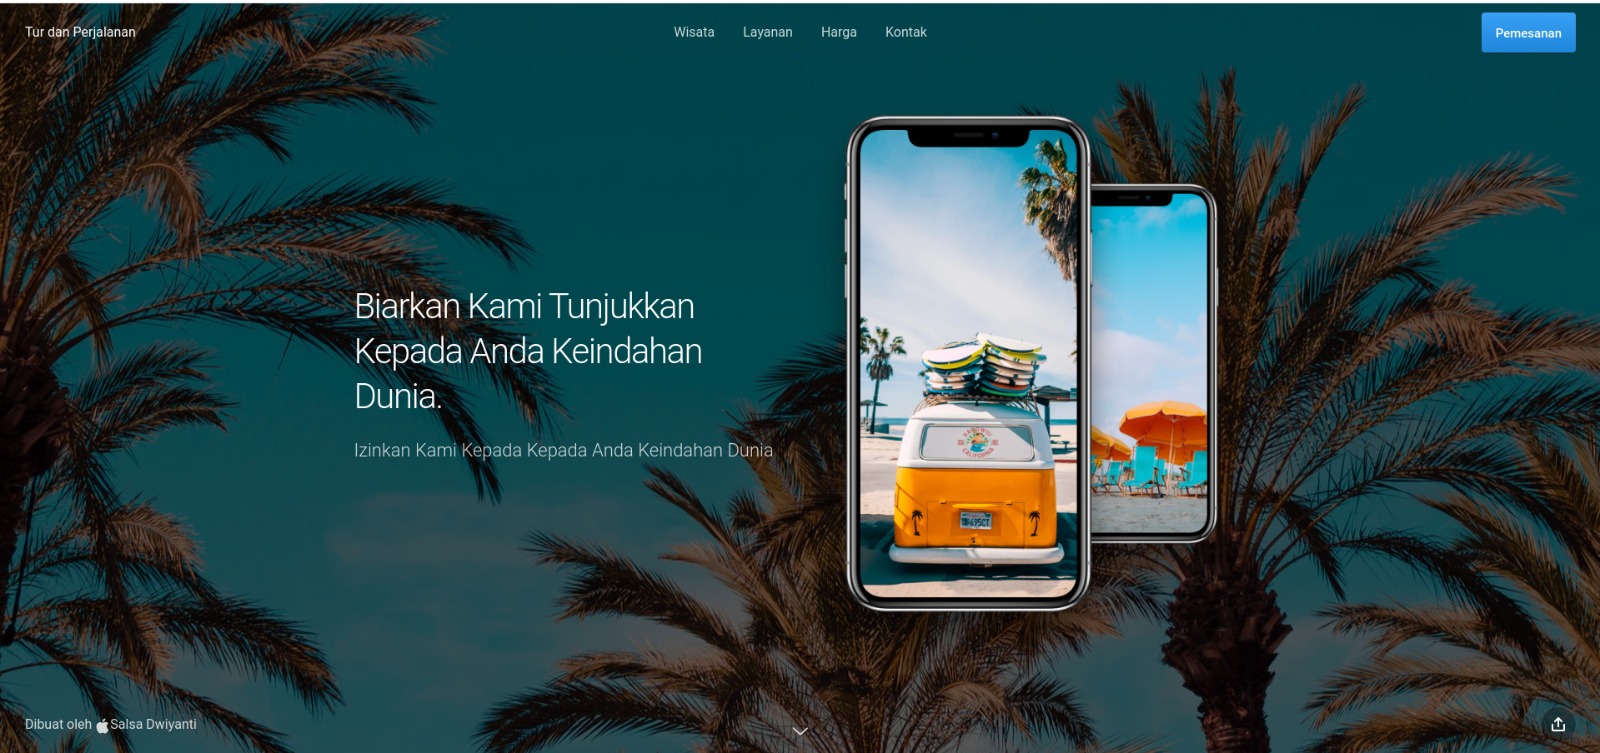 Tur dan Perjalanan
Wisata
Layanan
Harga
Kontak
Pemesanan
Biarkan Kami Tunjukkan
Kepada Anda Keindahan
Dunia.
Izinkan Kami Kepada Kepada Anda Keindahan Dunia
CALIFORNIA
Dibuat oleh Salsa Dwiyanti